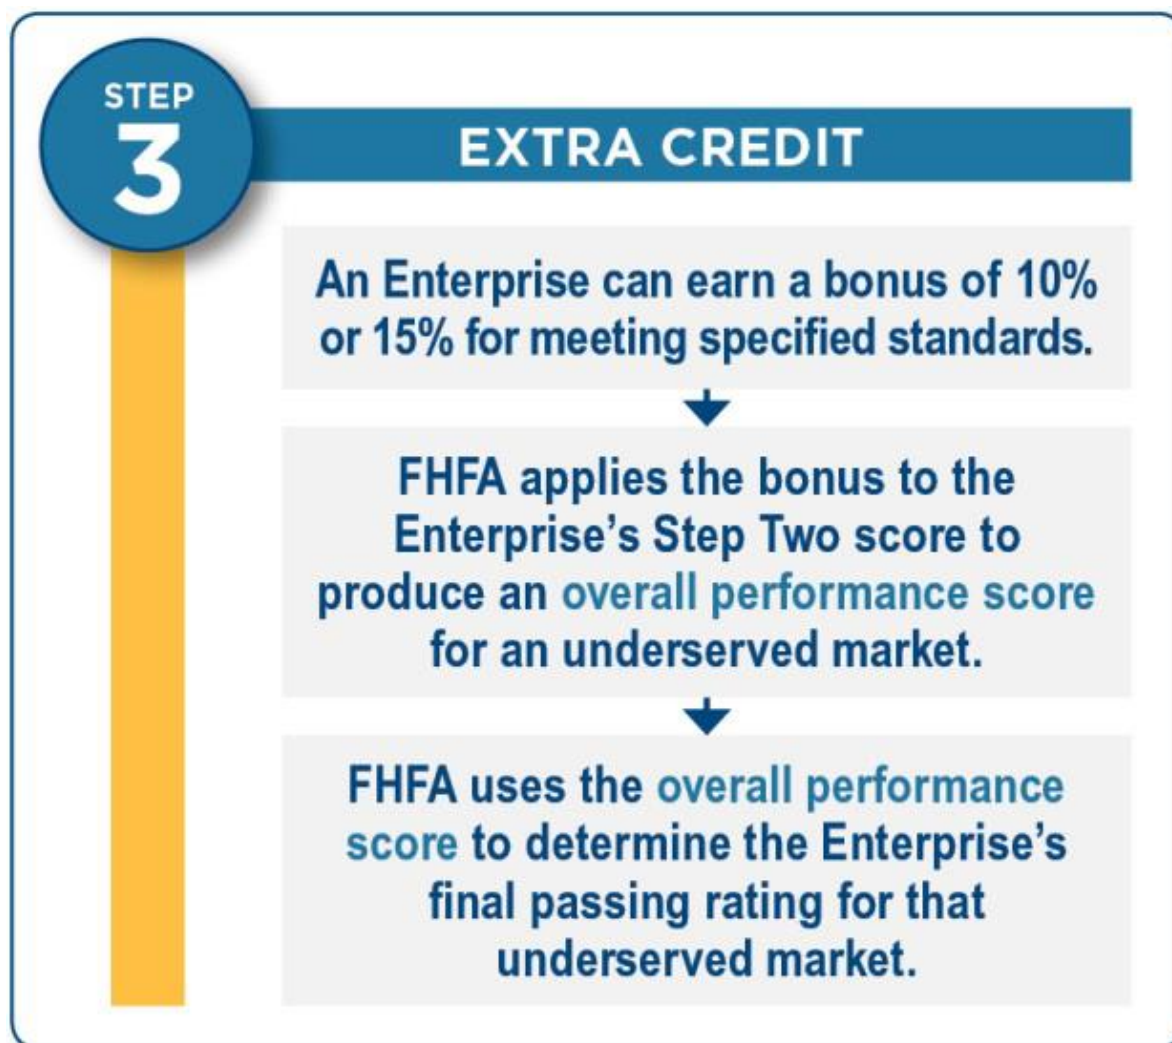 STEP
3
EXTRA CREDIT
An Enterprise can earn a bonus of 10%
or 15% for meeting specified standards.
FHFA applies the bonus to the
Enterprise’s Step Two score to
produce an overall performance score
for an underserved market.
FHFA uses the overall performance
score to determine the Enterprise’s
final passing rating for that
underserved market.